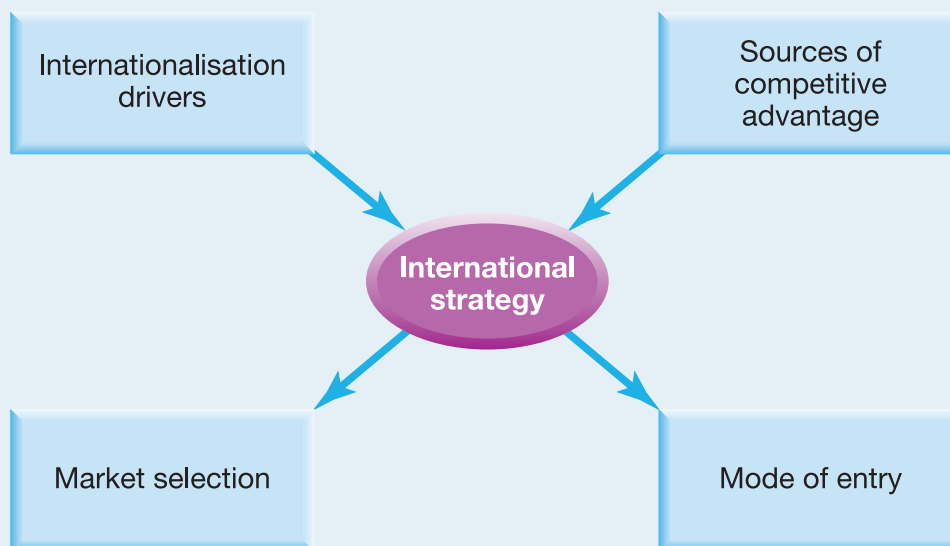 Internationalisation
drivers
Sources of
competitive
advantage
International
strategy
Market selection
Mode of entry